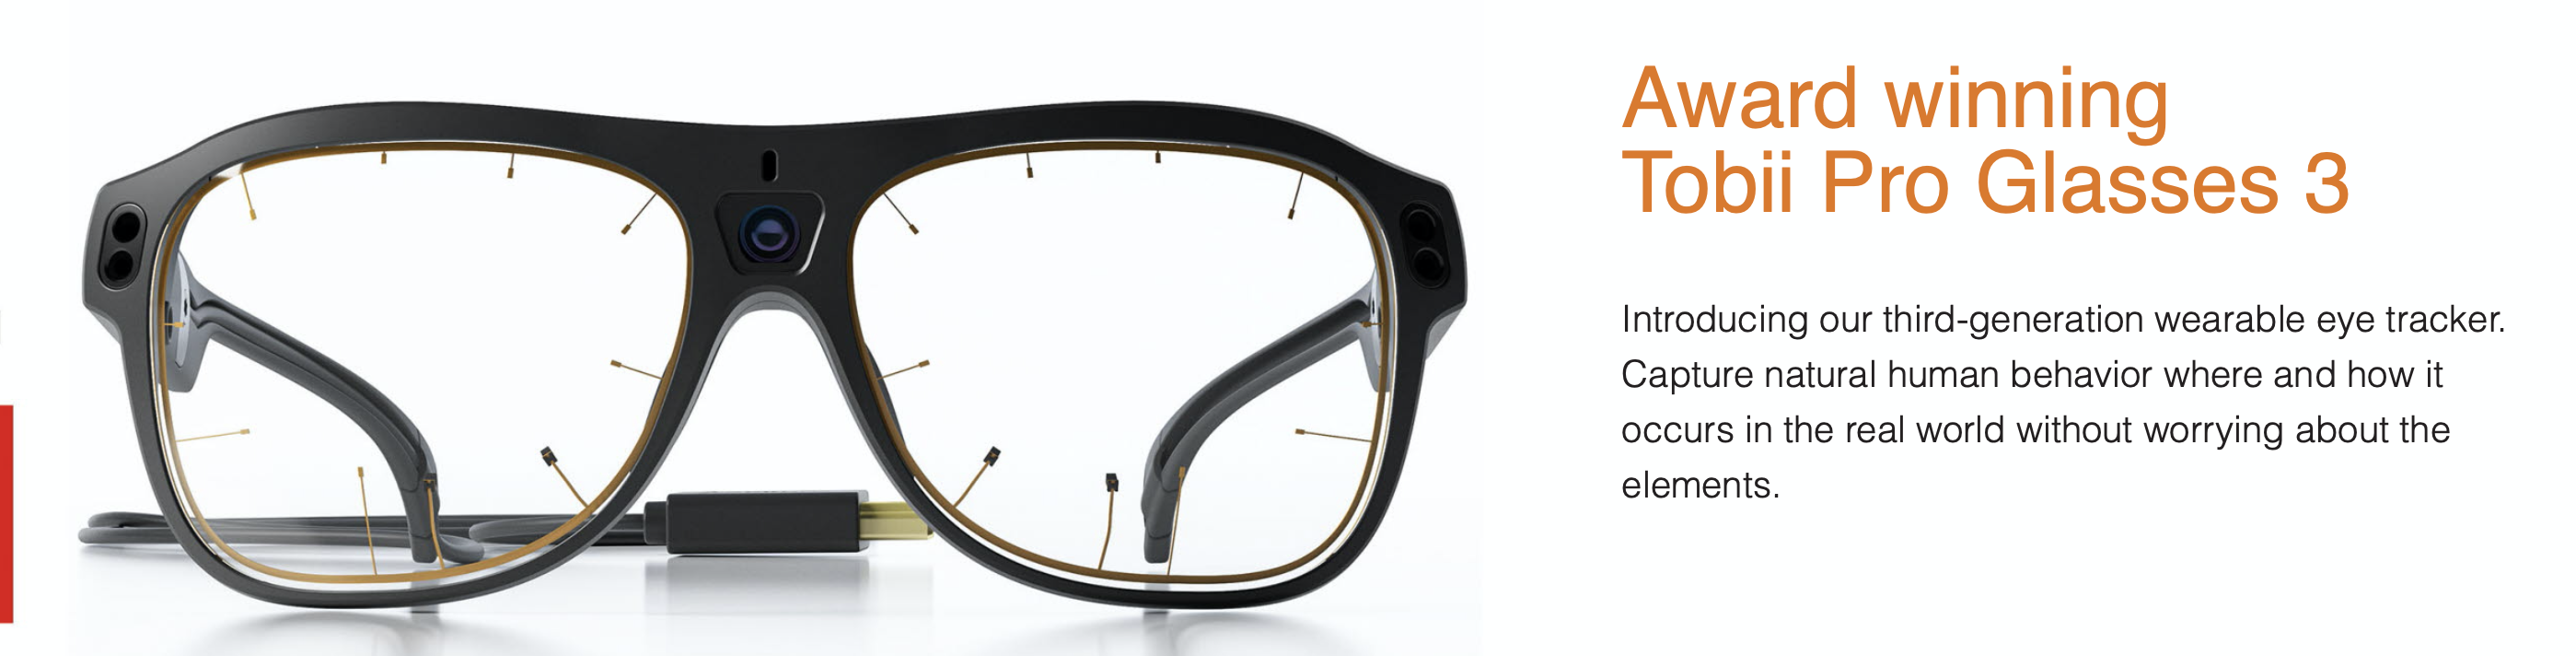 Award winning
Tobii Pro Glasses 3
Introducing our third-generation wearable eye tracker.
Capture natural human behavior where and how it
occurs in the real world without worrying about the
elements.